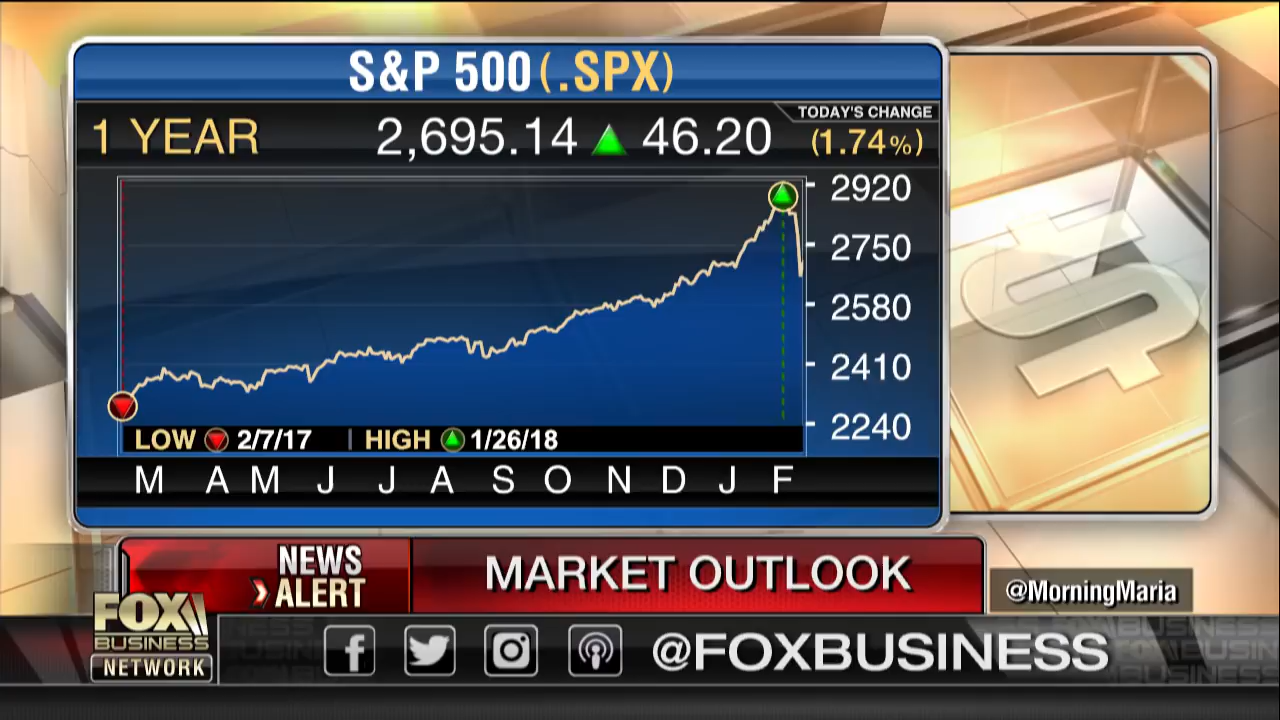 S&P 500 (.SPX)
TODAY'S CHANGE
1 YEAR 2,695.14 46.20 (1.74%)
2920
2750
2580
2410
2240
LOW 2/7/17 | HIGH 1/26/18
M A M J J A S O N D J F
NEWS
ALERT
MARKET OUTLOOK
@MorningMaria
FOX
BUSINESS
NETWORK
@FOXBUSINESS